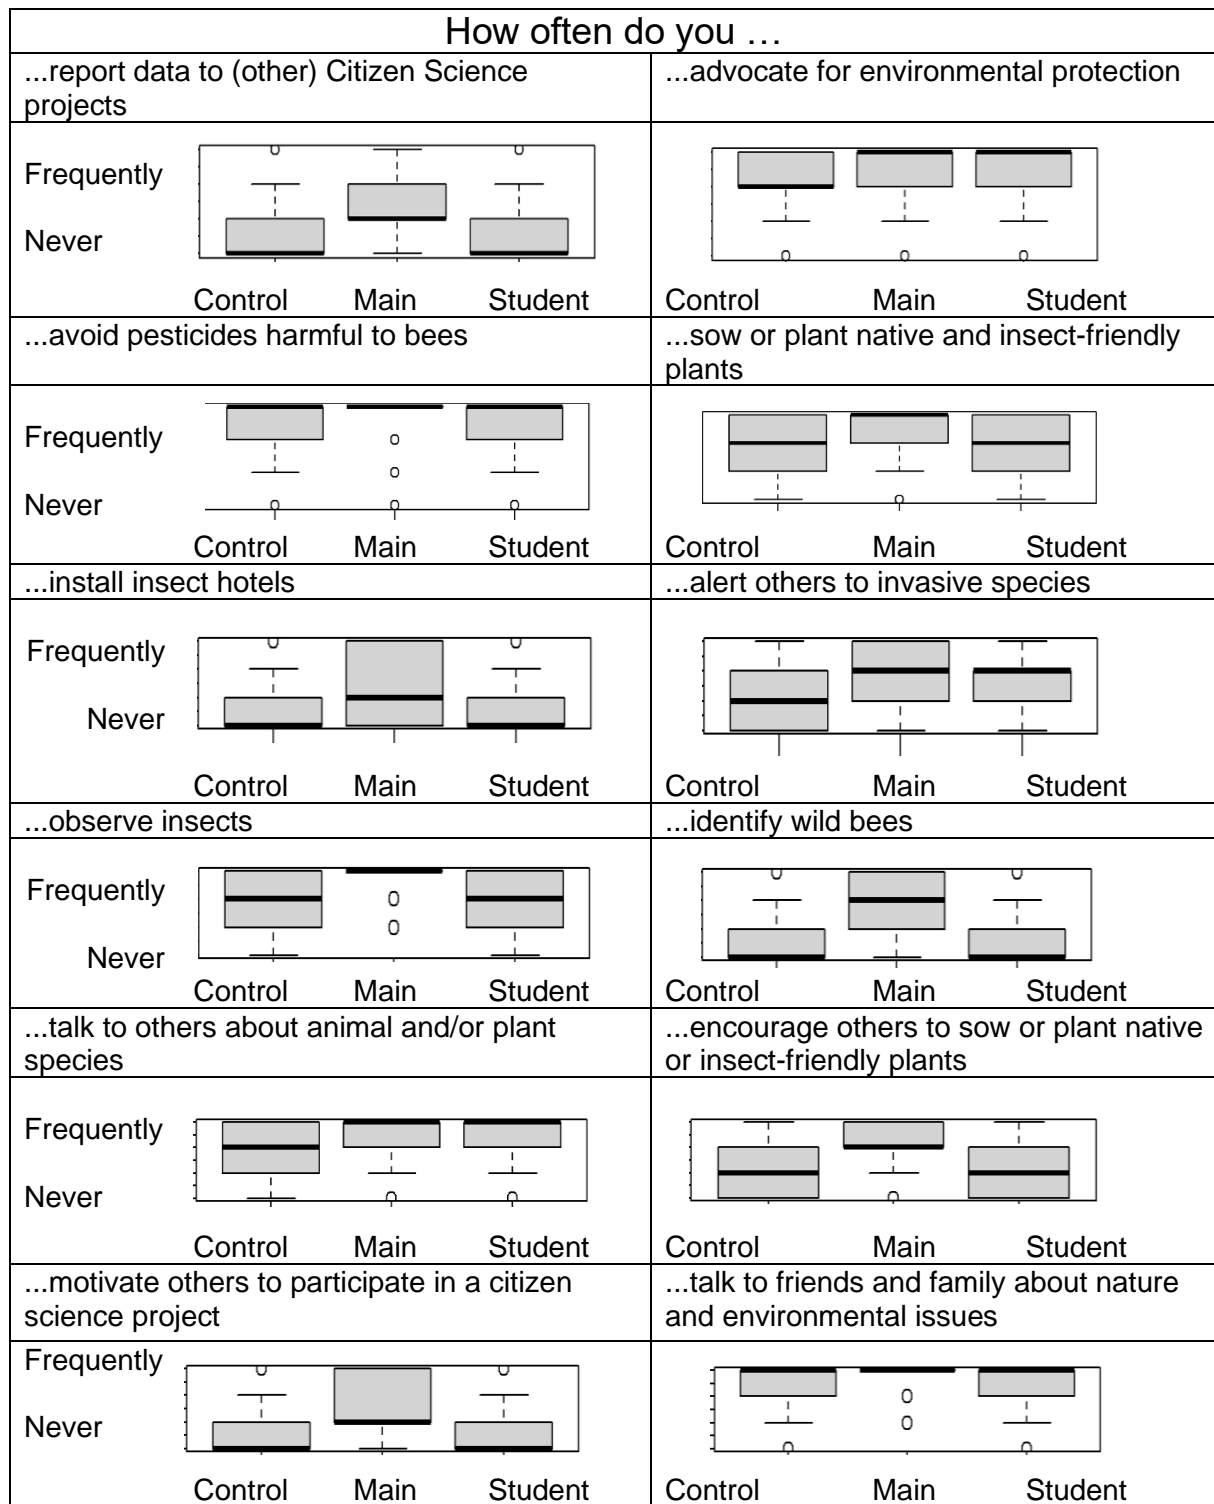 How often do you …
...report data to (other) Citizen Science
projects
...advocate for environmental protection
Frequently
Never
Control Main Student
Control Main Student
...avoid pesticides harmful to bees
...sow or plant native and insect-friendly
plants
Frequently
Never
Control Main Student
Control Main Student
...install insect hotels
...alert others to invasive species
Frequently
Never
Control Main Student
Control Main Student
...observe insects
...identify wild bees
Frequently
Never
Control Main Student
Control Main Student
...talk to others about animal and/or plant
species
...encourage others to sow or plant native
or insect-friendly plants
Frequently
Never
Control Main Student
Control Main Student
...motivate others to participate in a citizen
science project
...talk to friends and family about nature
and environmental issues
Frequently
Never
Control Main Student
Control Main Student